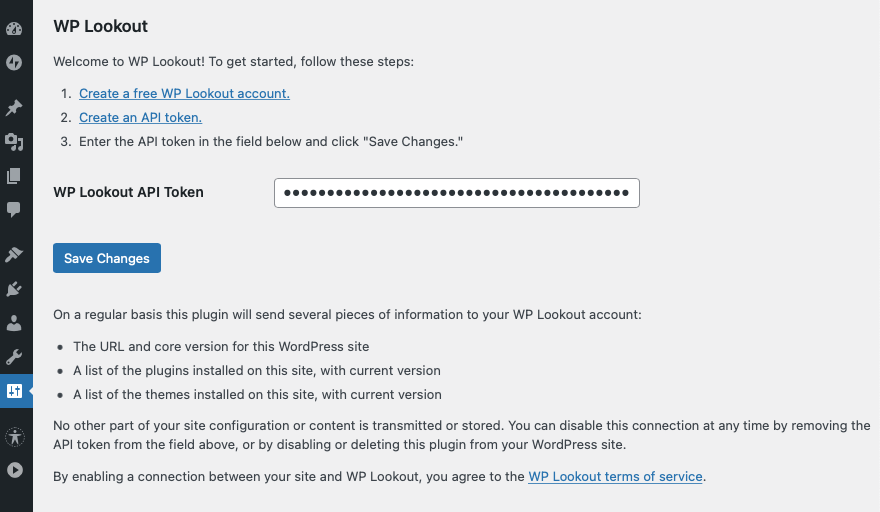 WP Lookout
Welcome to WP Lookout! To get started, follow these steps:
1. Create a free WP Lookout account.
2. Create an API token.
3. Enter the API token in the field below and click "Save Changes."
WP Lookout API Token
Save Changes
On a regular basis this plugin will send several pieces of information to your WP Lookout account:
• The URL and core version for this WordPress site
• A list of the plugins installed on this site, with current version
• A list of the themes installed on this site, with current version
No other part of your site configuration or content is transmitted or stored. You can disable this connection at any time by removing the
API token from the field above, or by disabling or deleting this plugin from your WordPress site.
By enabling a connection between your site and WP Lookout, you agree to the WP Lookout terms of service.